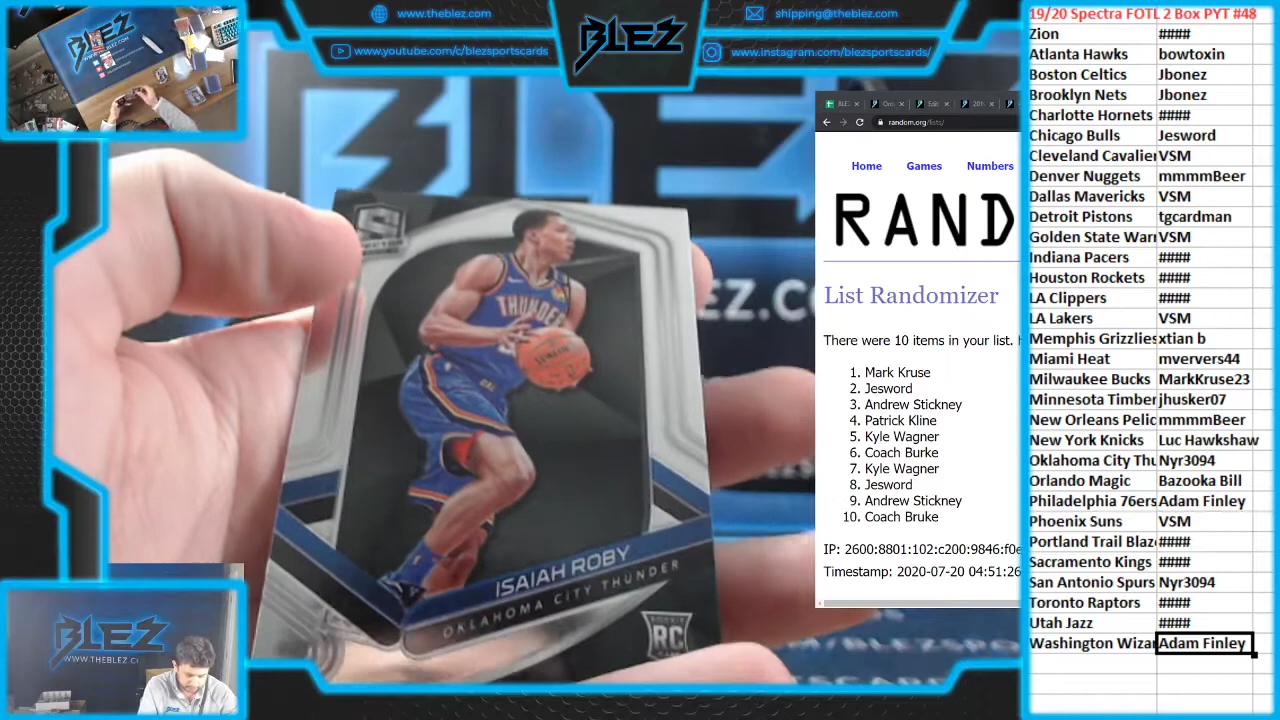 www.theblez.com
shipping@theblez.com
www.youtube.com/c/blezsportscards
BLEZ
www.instagram.com/blezsportscards/
19/20 Spectra FOTL 2 Box PYT #48
Zion ####
Atlanta Hawks bowtoxin
Boston Celtics Jbonez
Brooklyn Nets Jbonez
Charlotte Hornets ####
Chicago Bulls Jesword
Cleveland Cavalier VSM
Denver Nuggets mmmmBeer
Dallas Mavericks VSM
Detroit Pistons tgcardman
Golden State Warr VSM
Indiana Pacers ####
Houston Rockets ####
LA Clippers ####
LA Lakers VSM
Memphis Grizzlies xtian b
Miami Heat mververs44
Milwaukee Bucks MarkKruse23
Minnesota Timber jhusker07
New Orleans Pelic mmmmBeer
New York Knicks Luc Hawkshaw
Oklahoma City Thu Nyr3094
Orlando Magic Bazooka Bill
Philadelphia 76ers Adam Finley
Phoenix Suns VSM
Portland Trail Blaz ####
Sacramento Kings ####
San Antonio Spurs Nyr3094
Toronto Raptors ####
Utah Jazz ####
Washington Wizar Adam Finley
random.org/lists/
Home Games Numbers
RAND
List Randomizer
There were 10 items in your list. H
1. Mark Kruse
2. Jesword
3. Andrew Stickney
4. Patrick Kline
5. Kyle Wagner
6. Coach Burke
7. Kyle Wagner
8. Jesword
9. Andrew Stickney
10. Coach Bruke
IP: 2600:8801:102:c200:9846:f0e
Timestamp: 2020-07-20 04:51:26
THUNDER
SPALDING
ISAIAH ROBY
OKLAHOMA CITY THUNDER
ROOKIE
RC
BLEZ
WWW.THEBLEZ.COM